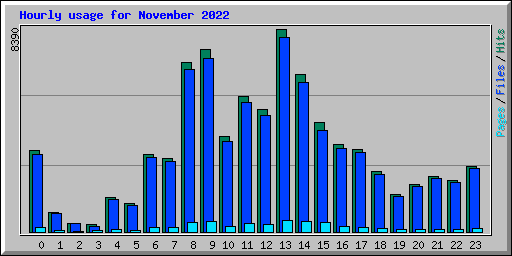 Hourly usage for November 2022
8390
Pages / Files / Hits
0 1 2 3 4 5 6 7 8 9 10 11 12 13 14 15 16 17 18 19 20 21 22 23